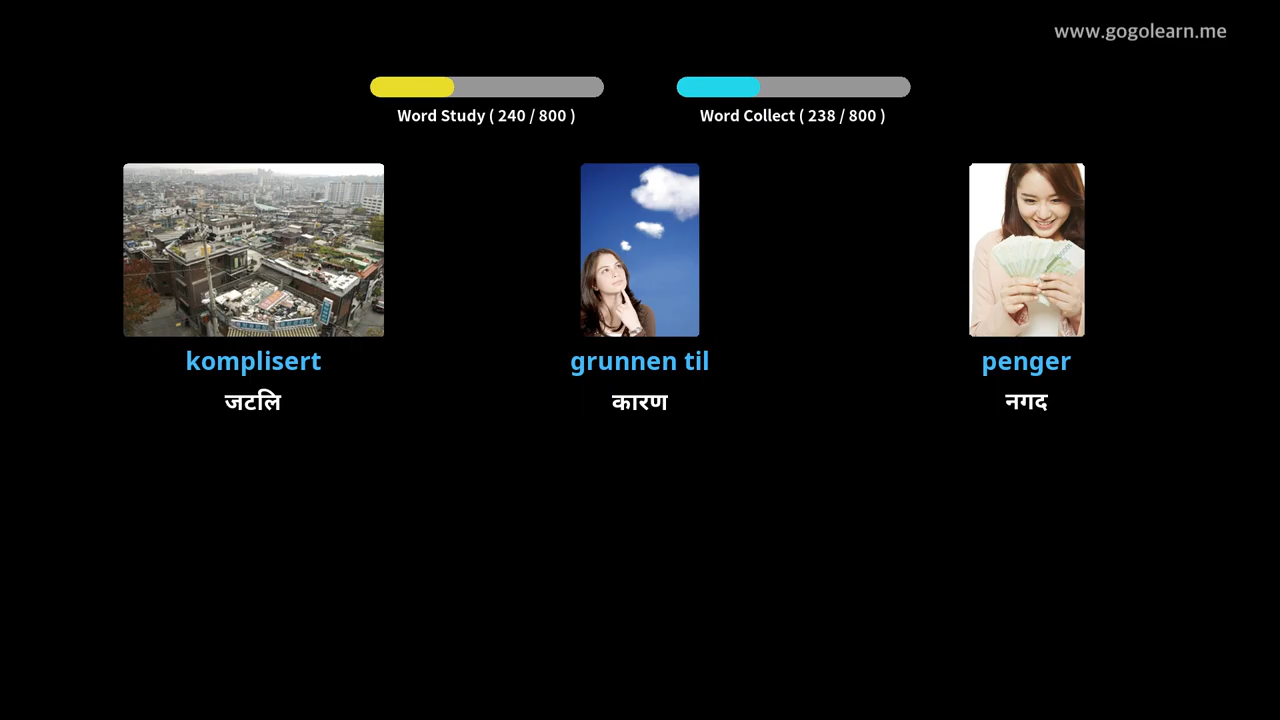 www.gogolearn.me
Word Study ( 240 / 800 )
Word Collect ( 238 / 800 )
komplisert
grunnen til
penger
जटलि
कारण
नगद